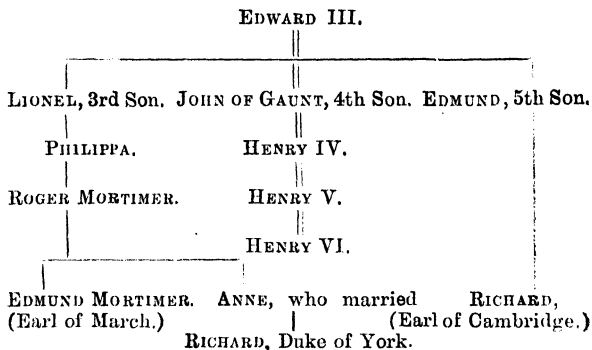 EDWARD III.
LIONEL, 3rd Son. JOHN OF GAUNT, 4th Son. EDMUND, 5th Son.
PHILIPPA. HENRY IV.
ROGER MORTIMER. HENRY V.
HENRY VI.
EDMUND MORTIMER. ANNE, who married RICHARD,
(Earl of March.) (Earl of Cambridge.)
RICHARD, Duke of York.